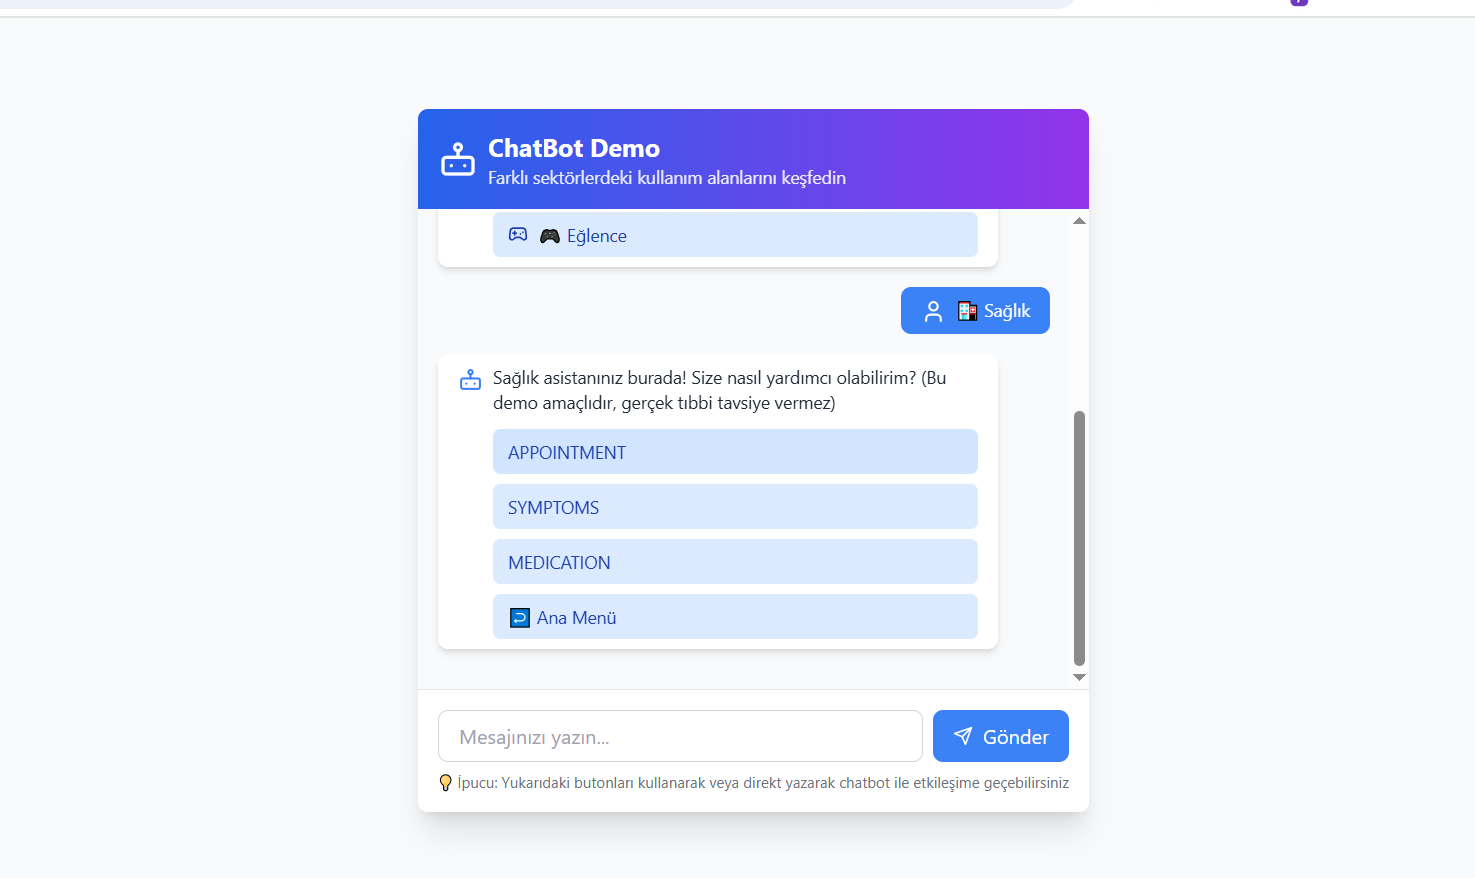 ChatBot Demo
Farklı sektörlerdeki kullanım alanlarını keşfedin
🎮 Eğlence
🏥 Sağlık
Sağlık asistanınız burada! Size nasıl yardımcı olabilirim? (Bu
demo amaçlıdır, gerçek tıbbi tavsiye vermez)
APPOINTMENT
SYMPTOMS
MEDICATION
Ana Menü
Mesajınızı yazın...
Gönder
💡 İpucu: Yukarıdaki butonları kullanarak veya direkt yazarak chatbot ile etkileşime geçebilirsiniz